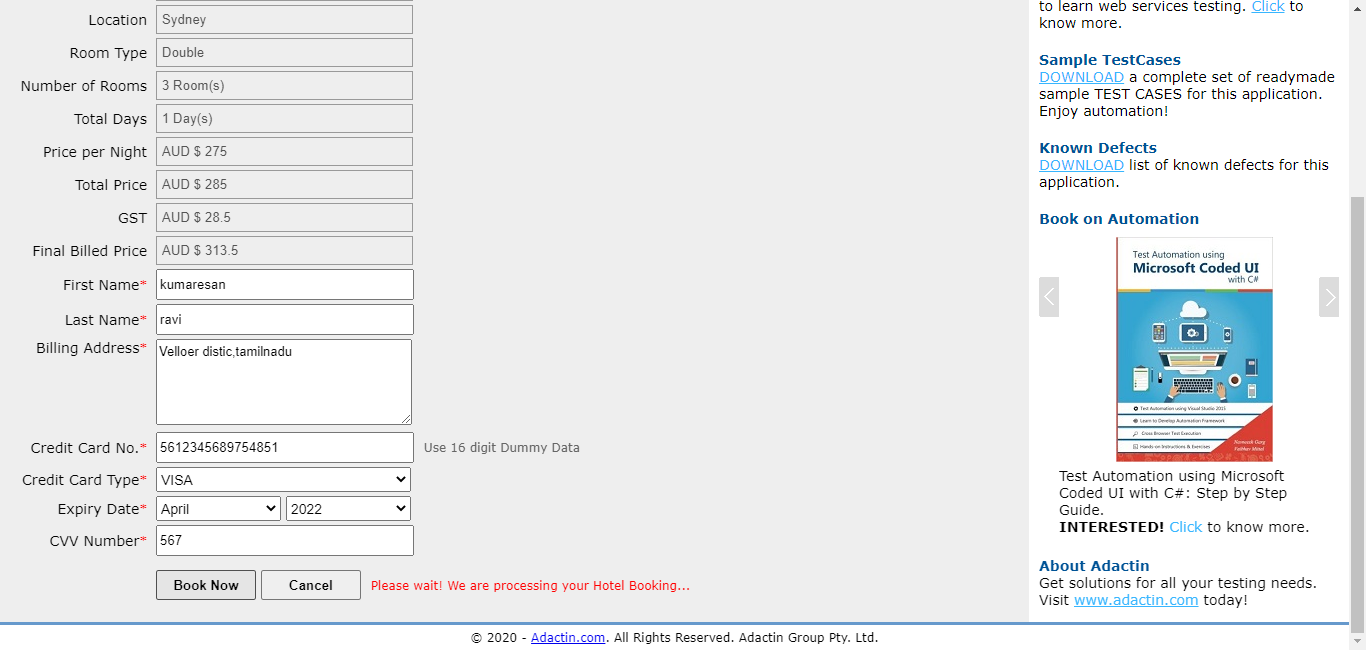 Location Sydney
Room Type Double
Number of Rooms 3 Room(s)
Total Days 1 Day(s)
Price per Night AUD $ 275
Total Price AUD $ 285
GST AUD $ 28.5
Final Billed Price AUD $ 313.5
First Name* kumaresan
Last Name* ravi
Billing Address* Velloer distic,tamilnadu
Credit Card No.* 5612345689754851 Use 16 digit Dummy Data
Credit Card Type* VISA
Expiry Date* April 2022
CVV Number* 567
Book Now Cancel Please wait! We are processing your Hotel Booking...
to learn web services testing. Click to
know more.
Sample TestCases
DOWNLOAD a complete set of readymade
sample TEST CASES for this application.
Enjoy automation!
Known Defects
DOWNLOAD list of known defects for this
application.
Book on Automation
Test Automation using
Microsoft Coded UI
with C#
Test Automation using Visual Studio 2015
Learn to Develop Automation Framework
Cross Browser Test Execution
Hands-on Instructions & Exercises
Navneesh Garg
Vaibhav Mittal
Test Automation using Microsoft
Coded UI with C#: Step by Step
Guide.
INTERESTED! Click to know more.
About Adactin
Get solutions for all your testing needs.
Visit www.adactin.com today!
© 2020 - Adactin.com. All Rights Reserved. Adactin Group Pty. Ltd.